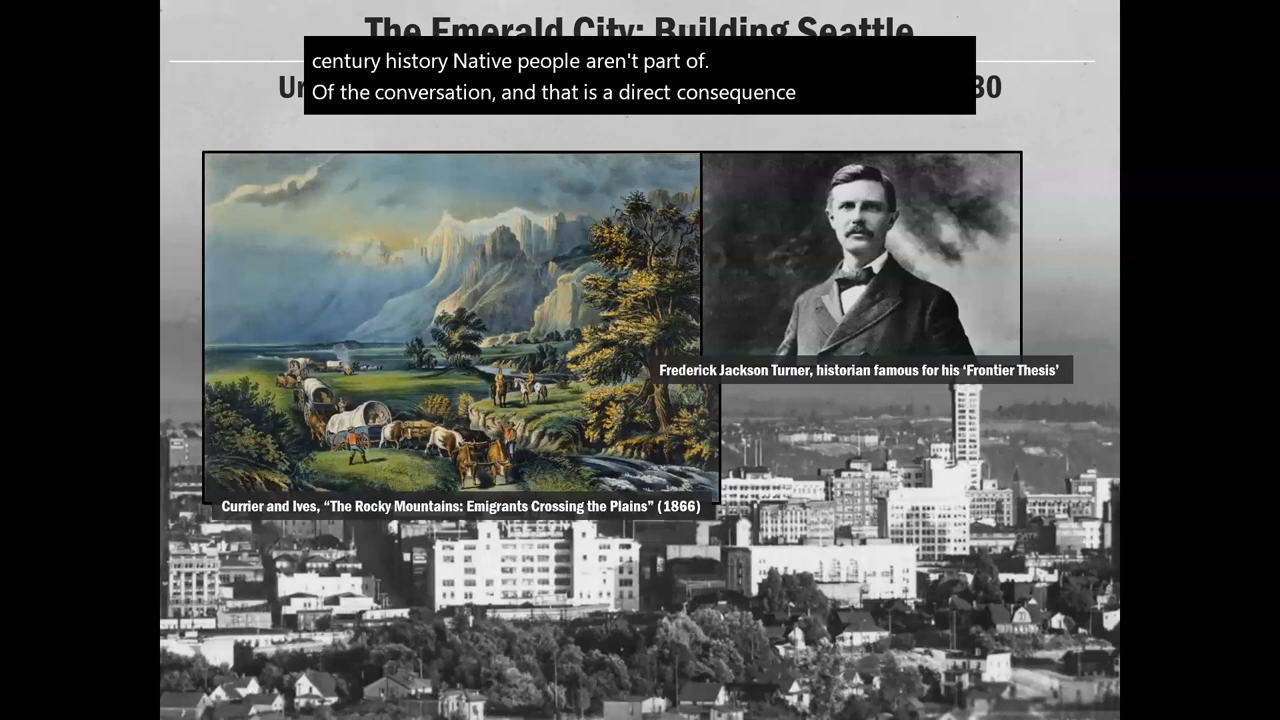 The Emerald City: Building Seattle
century history Native people aren't part of.
Of the conversation, and that is a direct consequence
Frederick Jackson Turner, historian famous for his ‘Frontier Thesis’
Currier and Ives, “The Rocky Mountains: Emigrants Crossing the Plains” (1866)